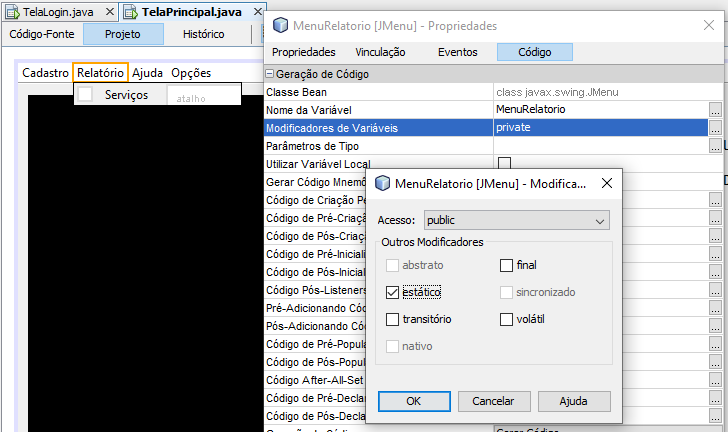 TelaLogin.java TelaPrincipal.java
Código-Fonte Projeto Histórico
Cadastro Relatório Ajuda Opções
Serviços atalho
MenuRelatorio [JMenu] - Propriedades
Propriedades Vinculação Eventos Código
Geração de Código
Classe Bean class javax.swing.JMenu
Nome da Variável MenuRelatorio ...
Modificadores de Variáveis private ...
Parâmetros de Tipo ...
Utilizar Variável Local
Gerar Código Mnemô
Código de Criação Pe ...
Código de Pré-Criaçã ...
Código de Pós-Criaçã ...
Código de Pré-Iniciali ...
Código de Pós-Iniciali ...
Código Pós-Listeners ...
Pré-Adicionando Cód ...
Pós-Adicionando Cód ...
Código de Pré-Popula ...
Código de Pós-Popula ...
Código After-All-Set ...
Código de Pré-Declar ...
Código de Pós-Declar ...
Gerar Código
MenuRelatorio [JMenu] - Modifica...
Acesso: public
Outros Modificadores
abstrato final
estático sincronizado
transitório volátil
nativo
OK Cancelar Ajuda